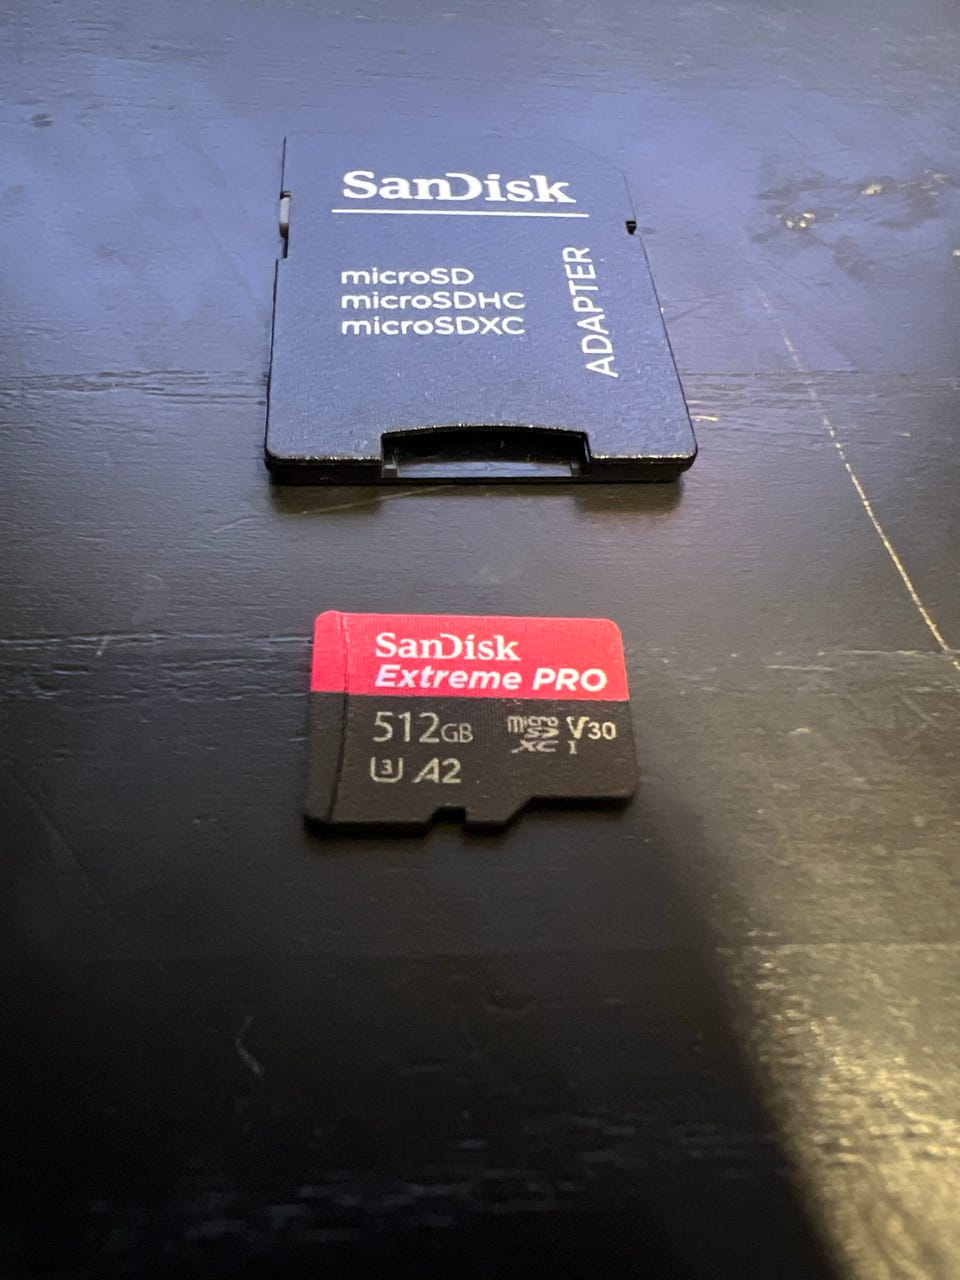 SanDisk
microSD
microSDHC
microSDXC
ADAPTER
SanDisk
Extreme PRO
512GB
micro SD XC I V30
3 A2